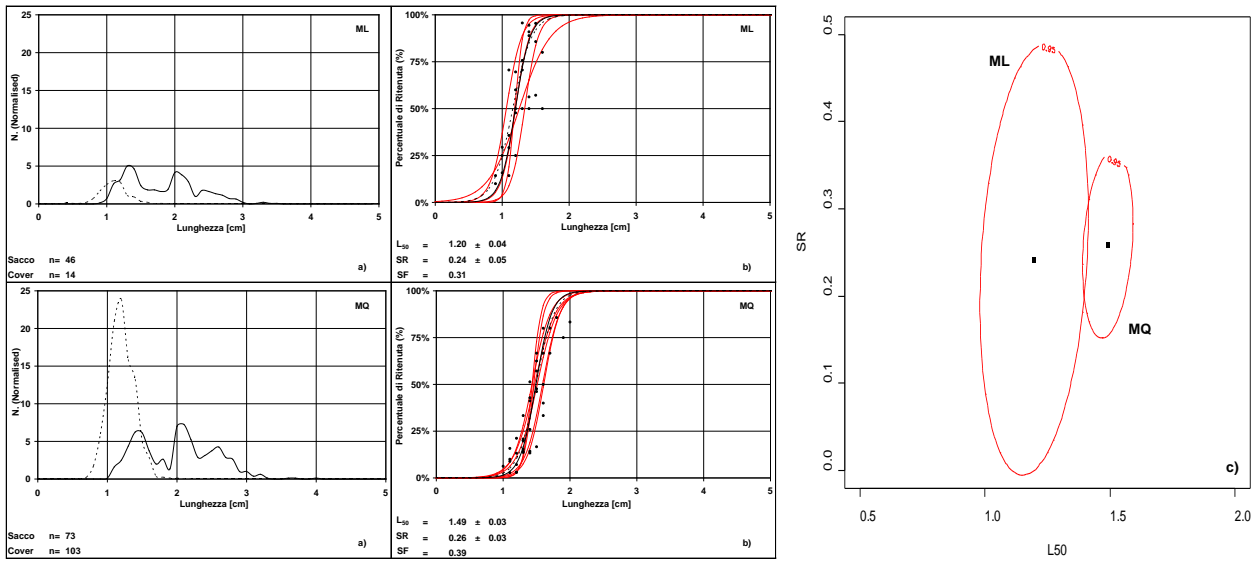 25
20
15
10
5
0
N. (Normalised)
ML
0 1 2 3 4 5
Lunghezza [cm]
Sacco n= 46
Cover n= 14
a)
100%
75%
50%
25%
0%
Percentuale di Ritenuta (%)
ML
0 1 2 3 4 5
Lunghezza [cm]
L50 = 1.20 ± 0.04
SR = 0.24 ± 0.05
SF = 0.31
b)
25
20
15
10
5
0
N. (Normalised)
MQ
0 1 2 3 4 5
Lunghezza [cm]
Sacco n= 73
Cover n= 103
a)
100%
75%
50%
25%
0%
Percentuale di Ritenuta (%)
MQ
0 1 2 3 4 5
Lunghezza [cm]
L50 = 1.49 ± 0.03
SR = 0.26 ± 0.03
SF = 0.39
b)
0.5
0.4
0.3
0.2
0.1
0.0
SR
0.95
ML
0.95
MQ
c)
0.5 1.0 1.5 2.0
L50